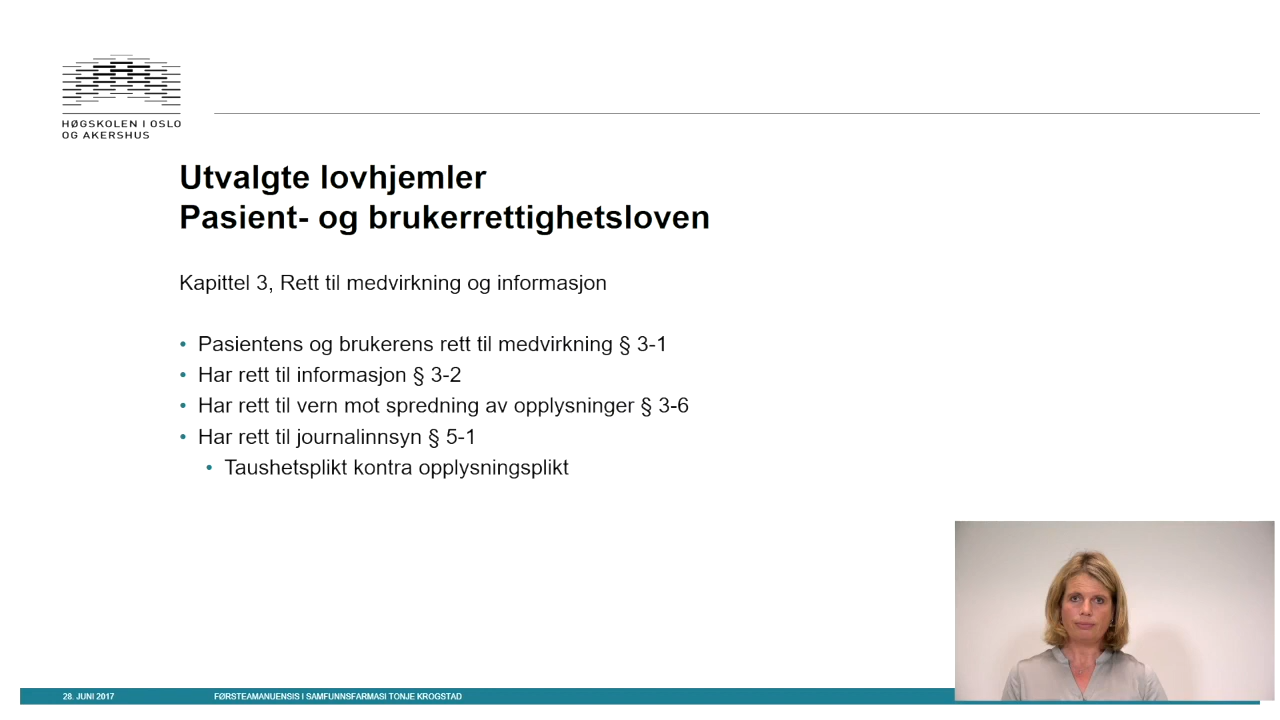 HØGSKOLEN I OSLO
OG AKERSHUS
Utvalgte lovhjemler
Pasient- og brukerrettighetsloven
Kapittel 3, Rett til medvirkning og informasjon
• Pasientens og brukerens rett til medvirkning § 3-1
• Har rett til informasjon § 3-2
• Har rett til vern mot spredning av opplysninger § 3-6
• Har rett til journalinnsyn § 5-1
• Taushetsplikt kontra opplysningsplikt
28. JUNI 2017
FØRSTEAMANUENSIS I SAMFUNNSFARMASI TONJE KROGSTAD